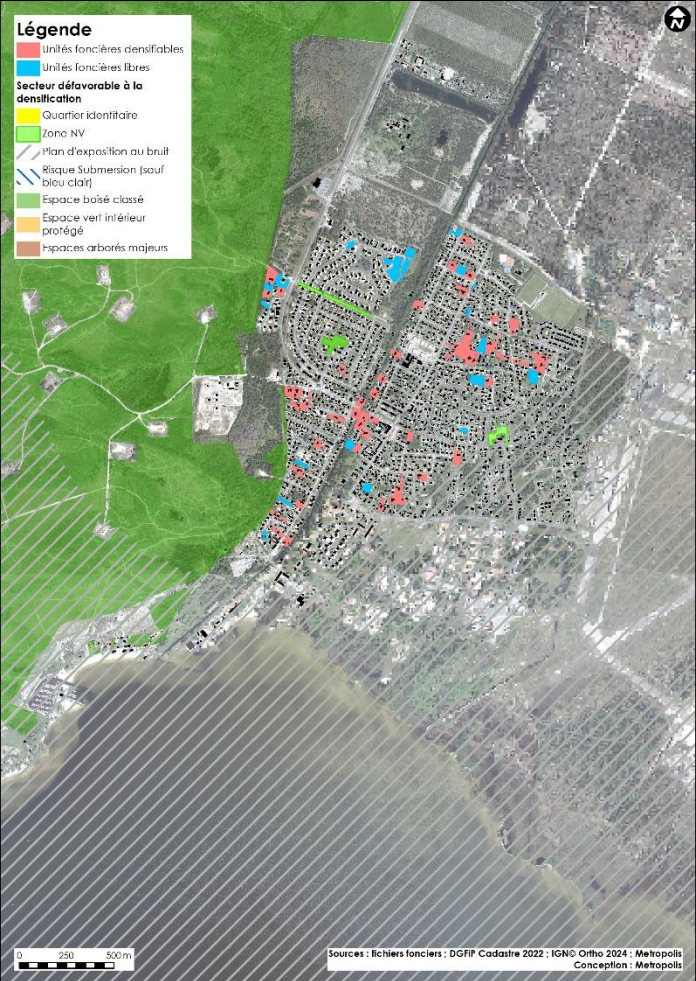 N
Légende
Unités foncières densifiables
Unités foncières libres
Secteur défavorable à la
densification
Quartier identitaire
Zone NV
Plan d'exposition au bruit
Risque Submersion (sauf
bleu clair)
Espace boisé classé
Espace vert intérieur
protégé
Espaces arborés majeurs
0 250 500 m
Sources : fichiers fonciers ; DGFiP Cadastre 2022 ; IGN© Ortho 2024 ; Metropolis
Conception : Metropolis